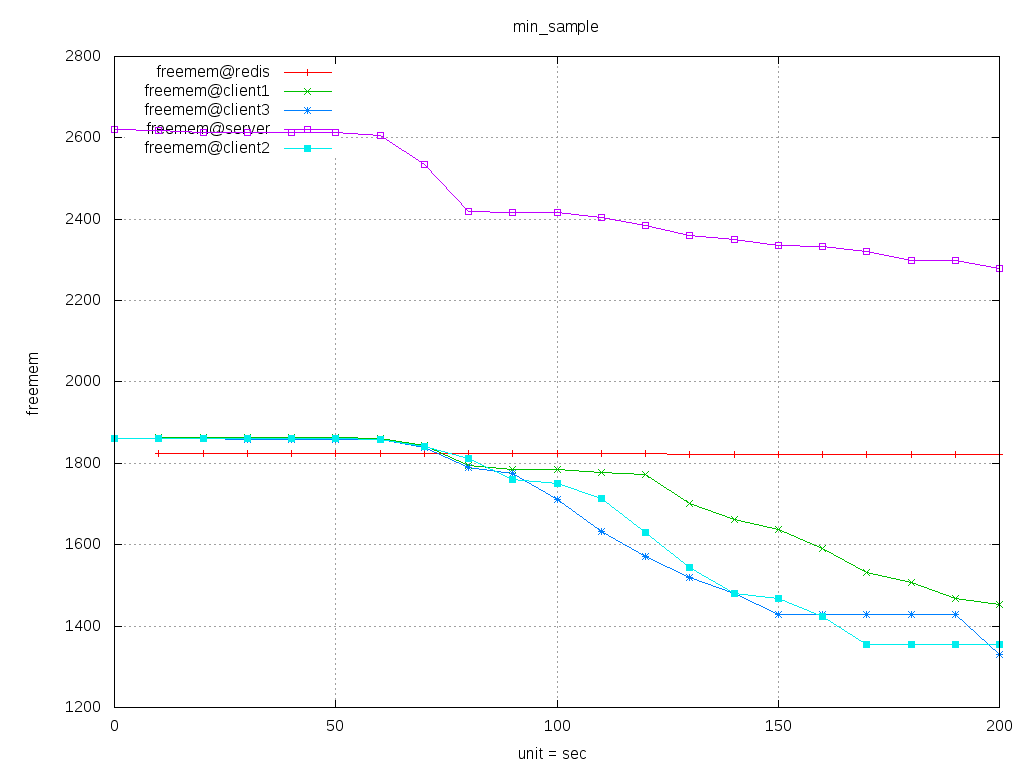 min_sample
2800
2600
2400
2200
2000
1800
1600
1400
1200
freemem
freemem@redis
freemem@client1
freemem@client3
freemem@server
freemem@client2
0 50 100 150 200
unit = sec